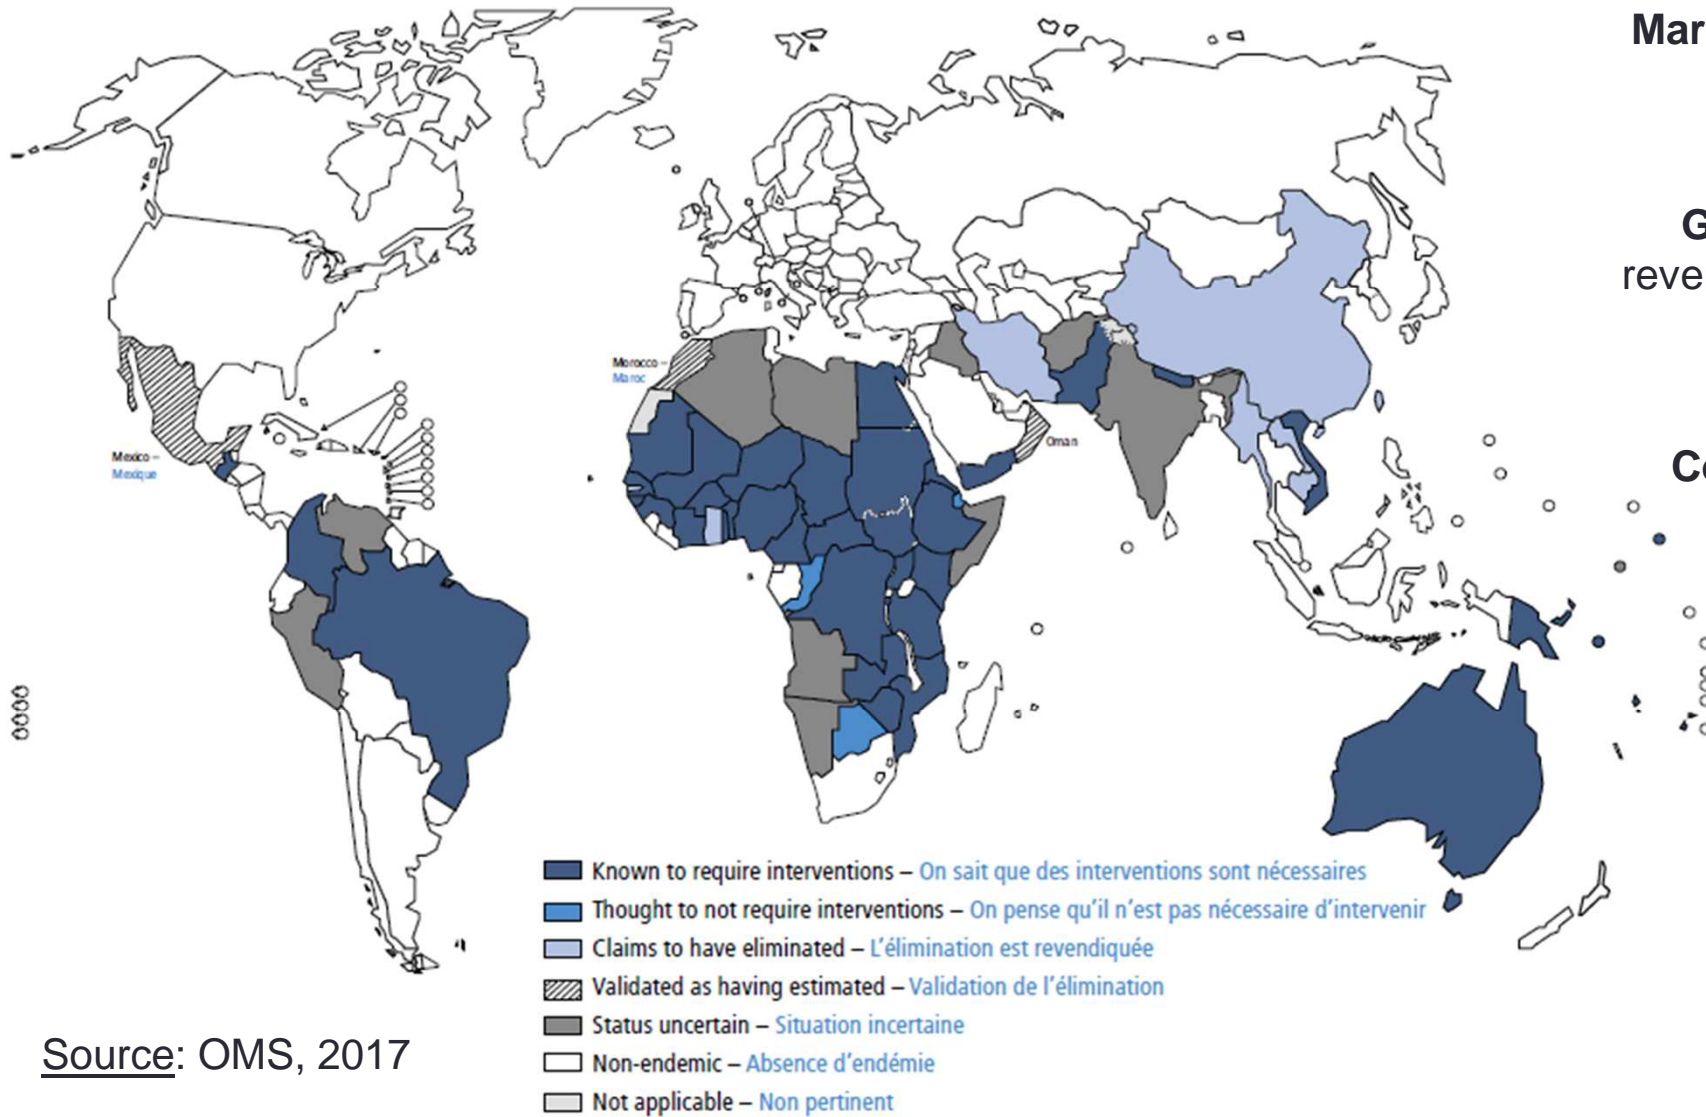 Mar
G
reve
Morocco –
Maroc
Oman
Mexico –
Mexique
Co
Known to require interventions – On sait que des interventions sont nécessaires
Thought to not require interventions – On pense qu'il n'est pas nécessaire d'intervenir
Claims to have eliminated – L'élimination est revendiquée
Validated as having estimated – Validation de l'élimination
Status uncertain – Situation incertaine
Source: OMS, 2017
Non-endemic – Absence d'endémie
Not applicable – Non pertinent